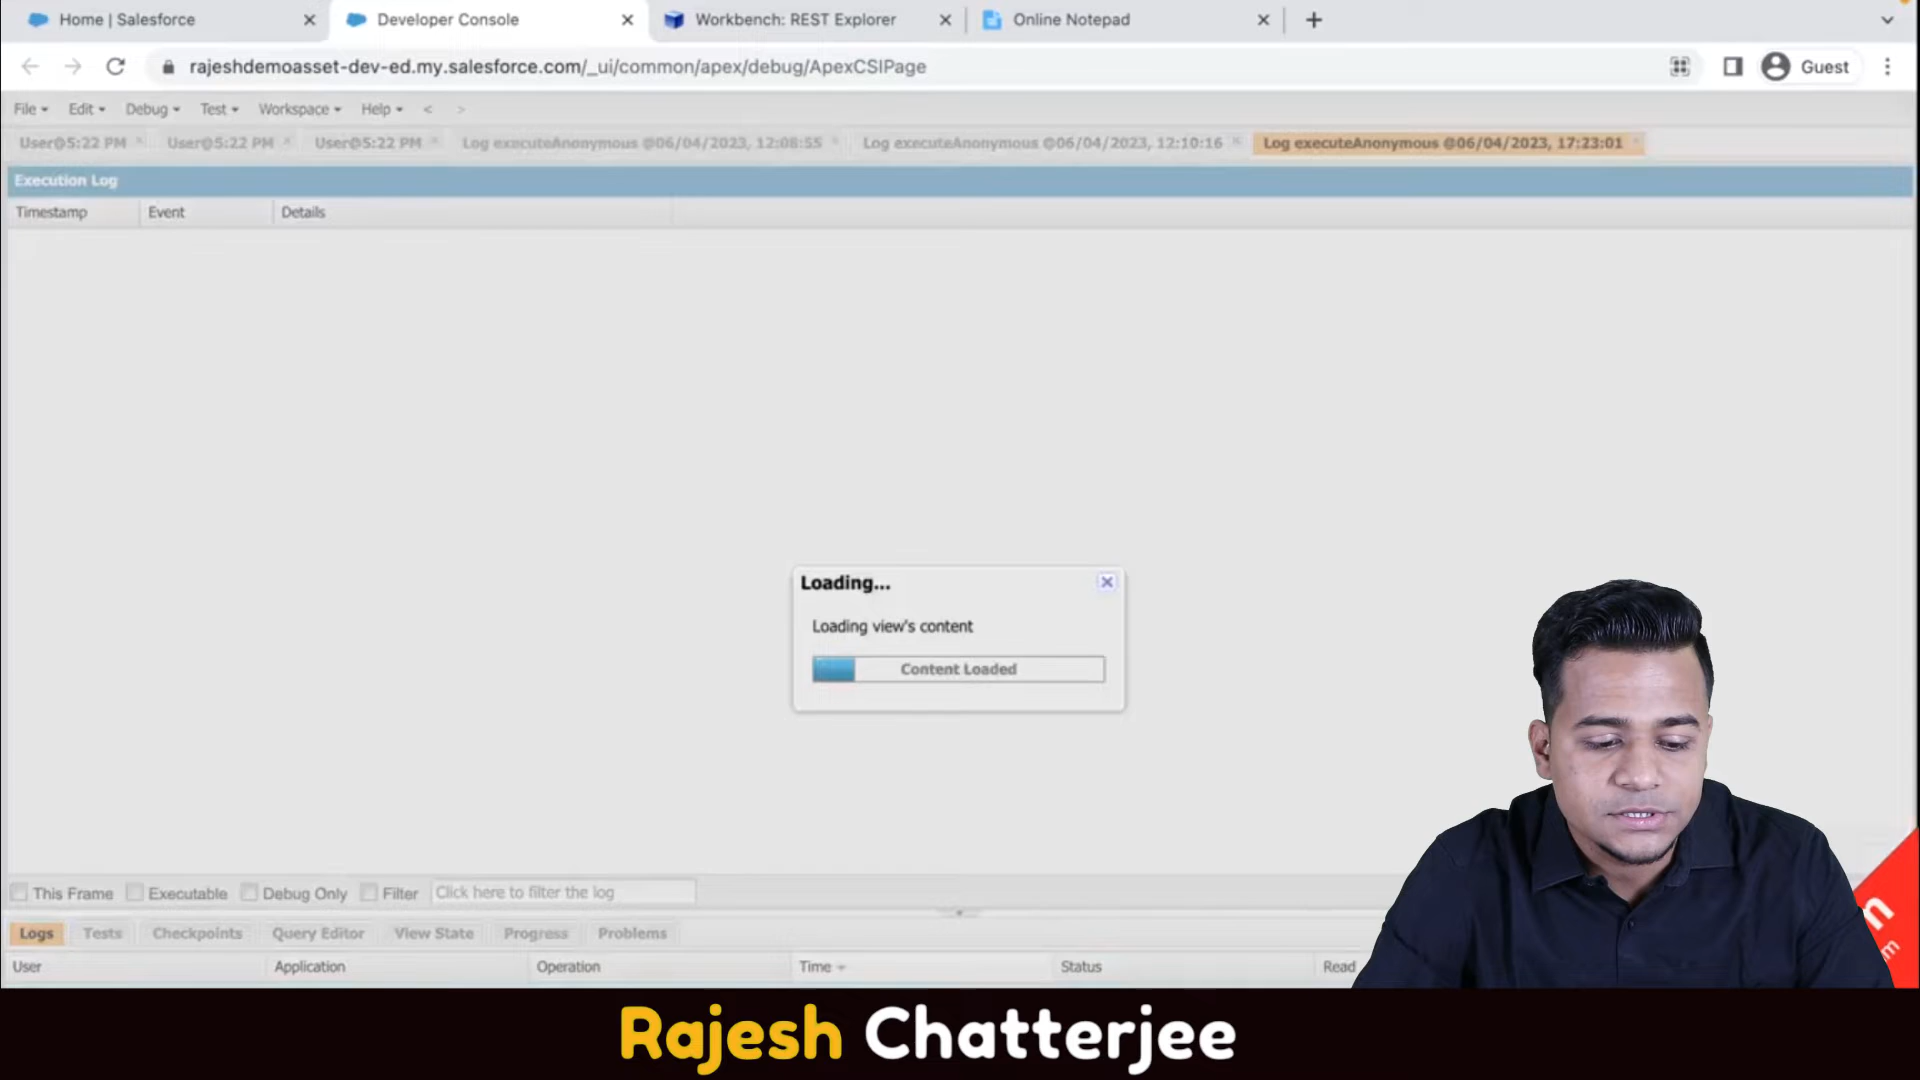 Home | Salesforce
Developer Console
Workbench: REST Explorer
Online Notepad
rajeshdemoasset-dev-ed.my.salesforce.com/_ui/common/apex/debug/ApexCSIPage
Guest
File Edit Debug Test Workspace Help < >
User@5:22 PM
User@5:22 PM
User@5:22 PM
Log executeAnonymous @06/04/2023, 12:08:55
Log executeAnonymous @06/04/2023, 12:10:16
Log executeAnonymous @06/04/2023, 17:23:01
Execution Log
Timestamp Event Details
Loading...
Loading view's content
Content Loaded
This Frame Executable Debug Only Filter Click here to filter the log
Logs Tests Checkpoints Query Editor View State Progress Problems
User Application Operation Time Status Read
Rajesh Chatterjee